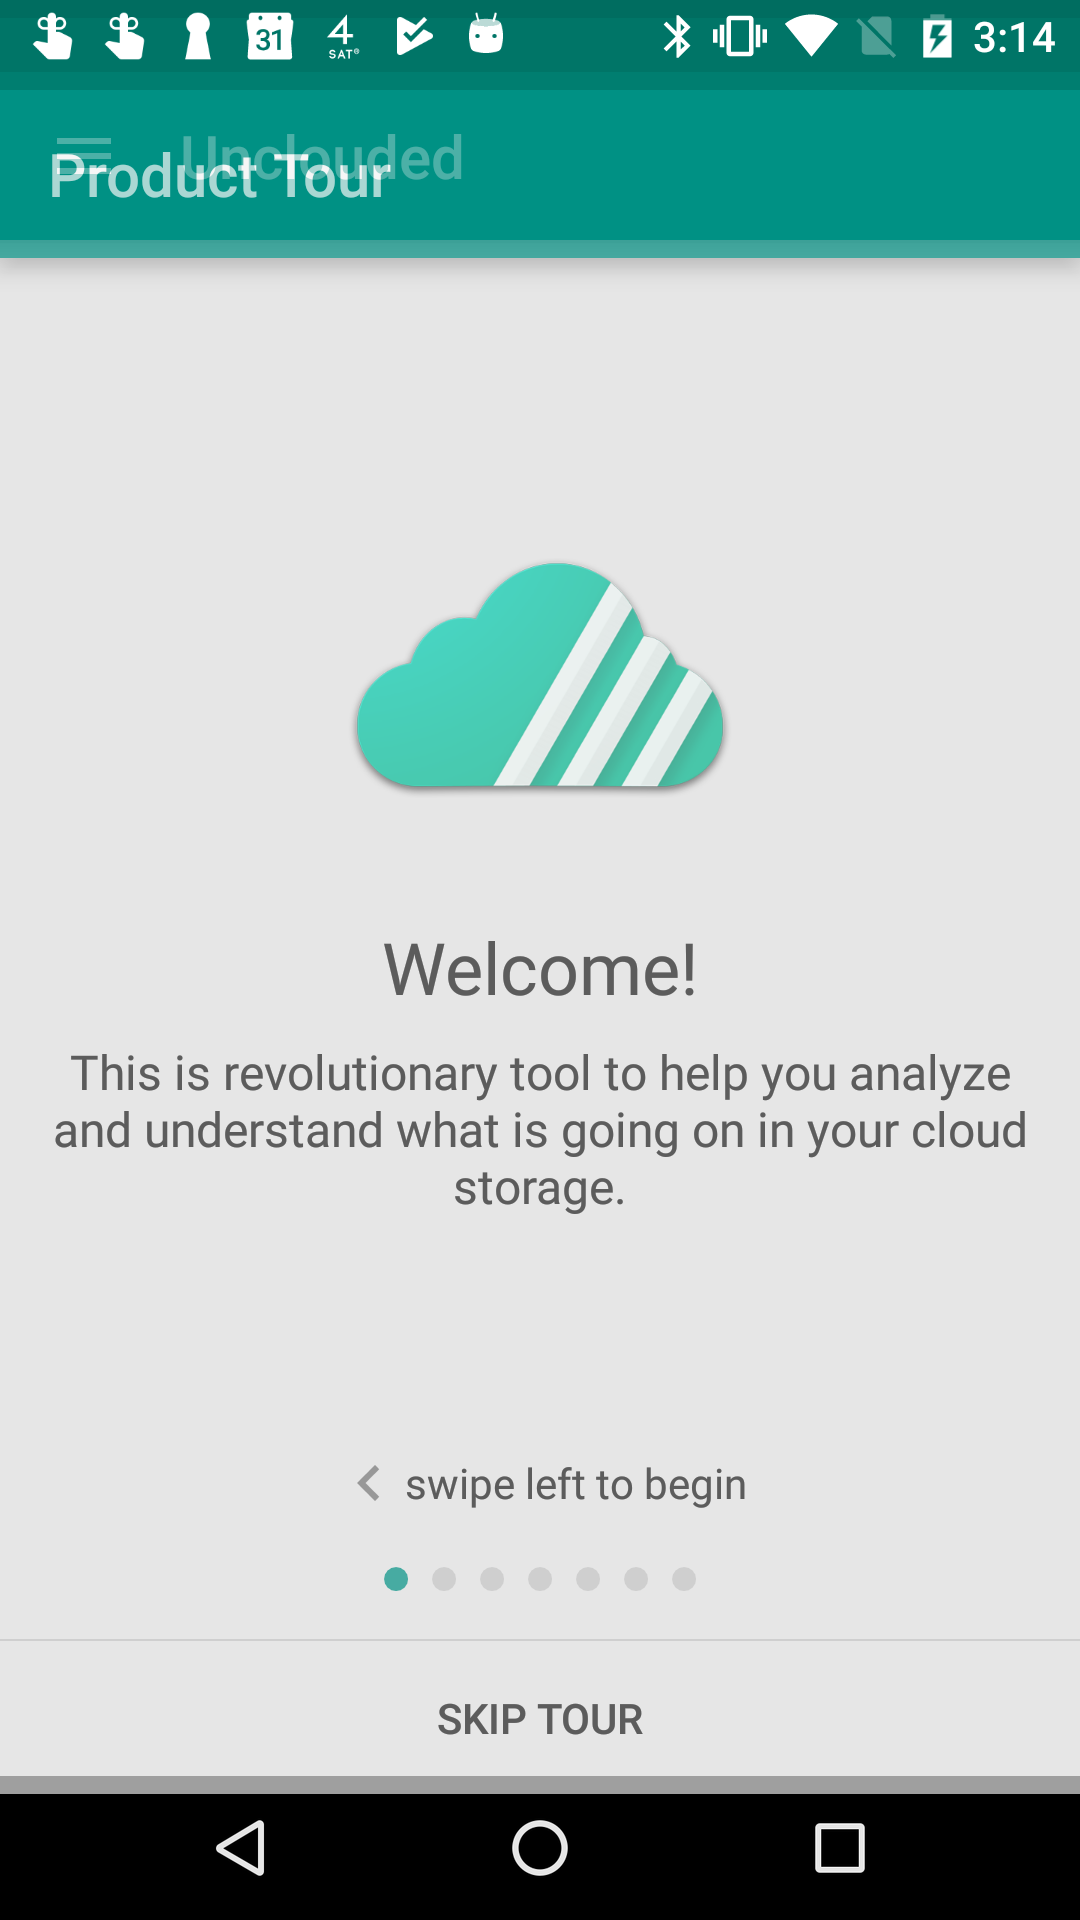 31
4
SAT®
3:14
Unclouded
Product Tour
Welcome!
This is revolutionary tool to help you analyze
and understand what is going on in your cloud
storage.
swipe left to begin
SKIP TOUR